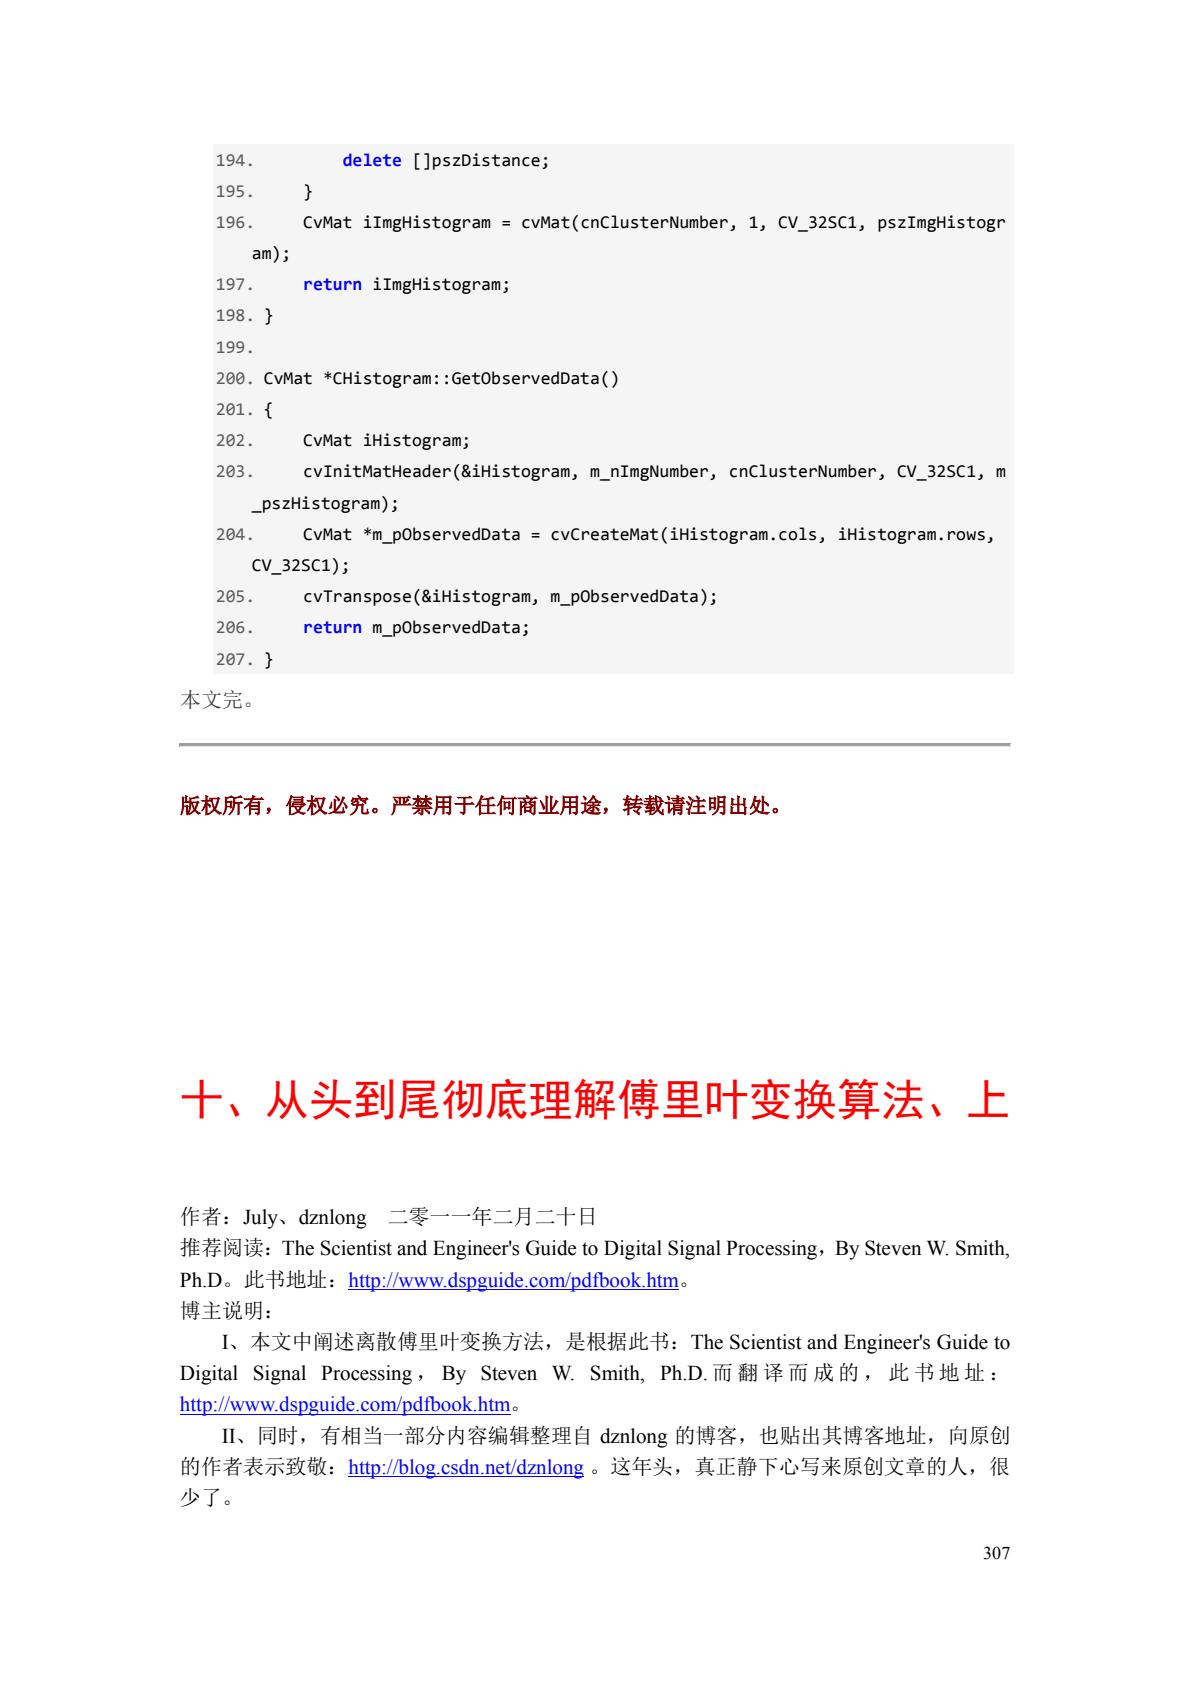 194.         delete []pszDistance;
195.     }
196.     CvMat iImgHistogram = cvMat(cnClusterNumber, 1, CV_32SC1, pszImgHistogr
am);
197.     return iImgHistogram;
198. }
199.
200. CvMat *CHistogram::GetObservedData()
201. {
202.     CvMat iHistogram;
203.     cvInitMatHeader(&iHistogram, m_nImgNumber, cnClusterNumber, CV_32SC1, m
_pszHistogram);
204.     CvMat *m_pObservedData = cvCreateMat(iHistogram.cols, iHistogram.rows,
CV_32SC1);
205.     cvTranspose(&iHistogram, m_pObservedData);
206.     return m_pObservedData;
207. }
本文完。
版权所有，侵权必究。严禁用于任何商业用途，转载请注明出处。
十、从头到尾彻底理解傅里叶变换算法、上
作者：July、dznlong 二零一一年二月二十日
推荐阅读：The Scientist and Engineer's Guide to Digital Signal Processing，By Steven W. Smith,
Ph.D。此书地址：http://www.dspguide.com/pdfbook.htm。
博主说明：
I、本文中阐述离散傅里叶变换方法，是根据此书：The Scientist and Engineer's Guide to
Digital Signal Processing，By Steven W. Smith, Ph.D.而翻译而成的，此书地址：
http://www.dspguide.com/pdfbook.htm。
II、同时，有相当一部分内容编辑整理自 dznlong 的博客，也贴出其博客地址，向原创
的作者表示致敬：http://blog.csdn.net/dznlong 。这年头，真正静下心写来原创文章的人，很
少了。
307